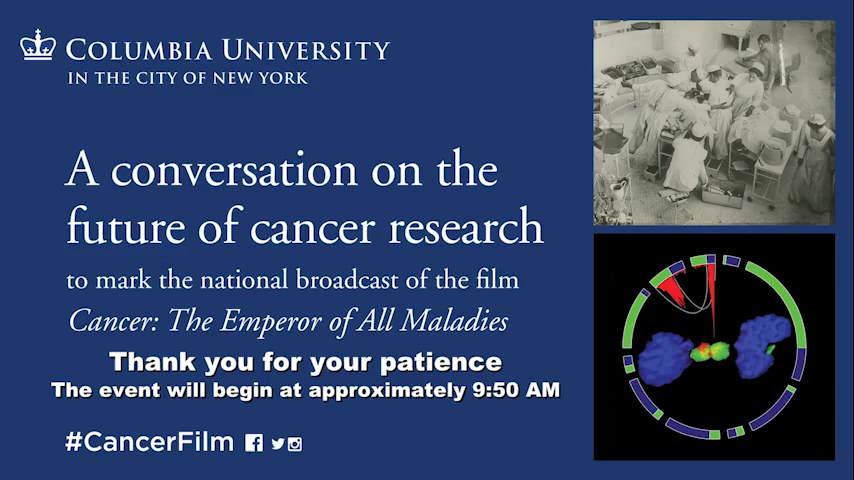 COLUMBIA UNIVERSITY
IN THE CITY OF NEW YORK
A conversation on the
future of cancer research
to mark the national broadcast of the film
Cancer: The Emperor of All Maladies
Thank you for your patience
The event will begin at approximately 9:50 AM
#CancerFilm